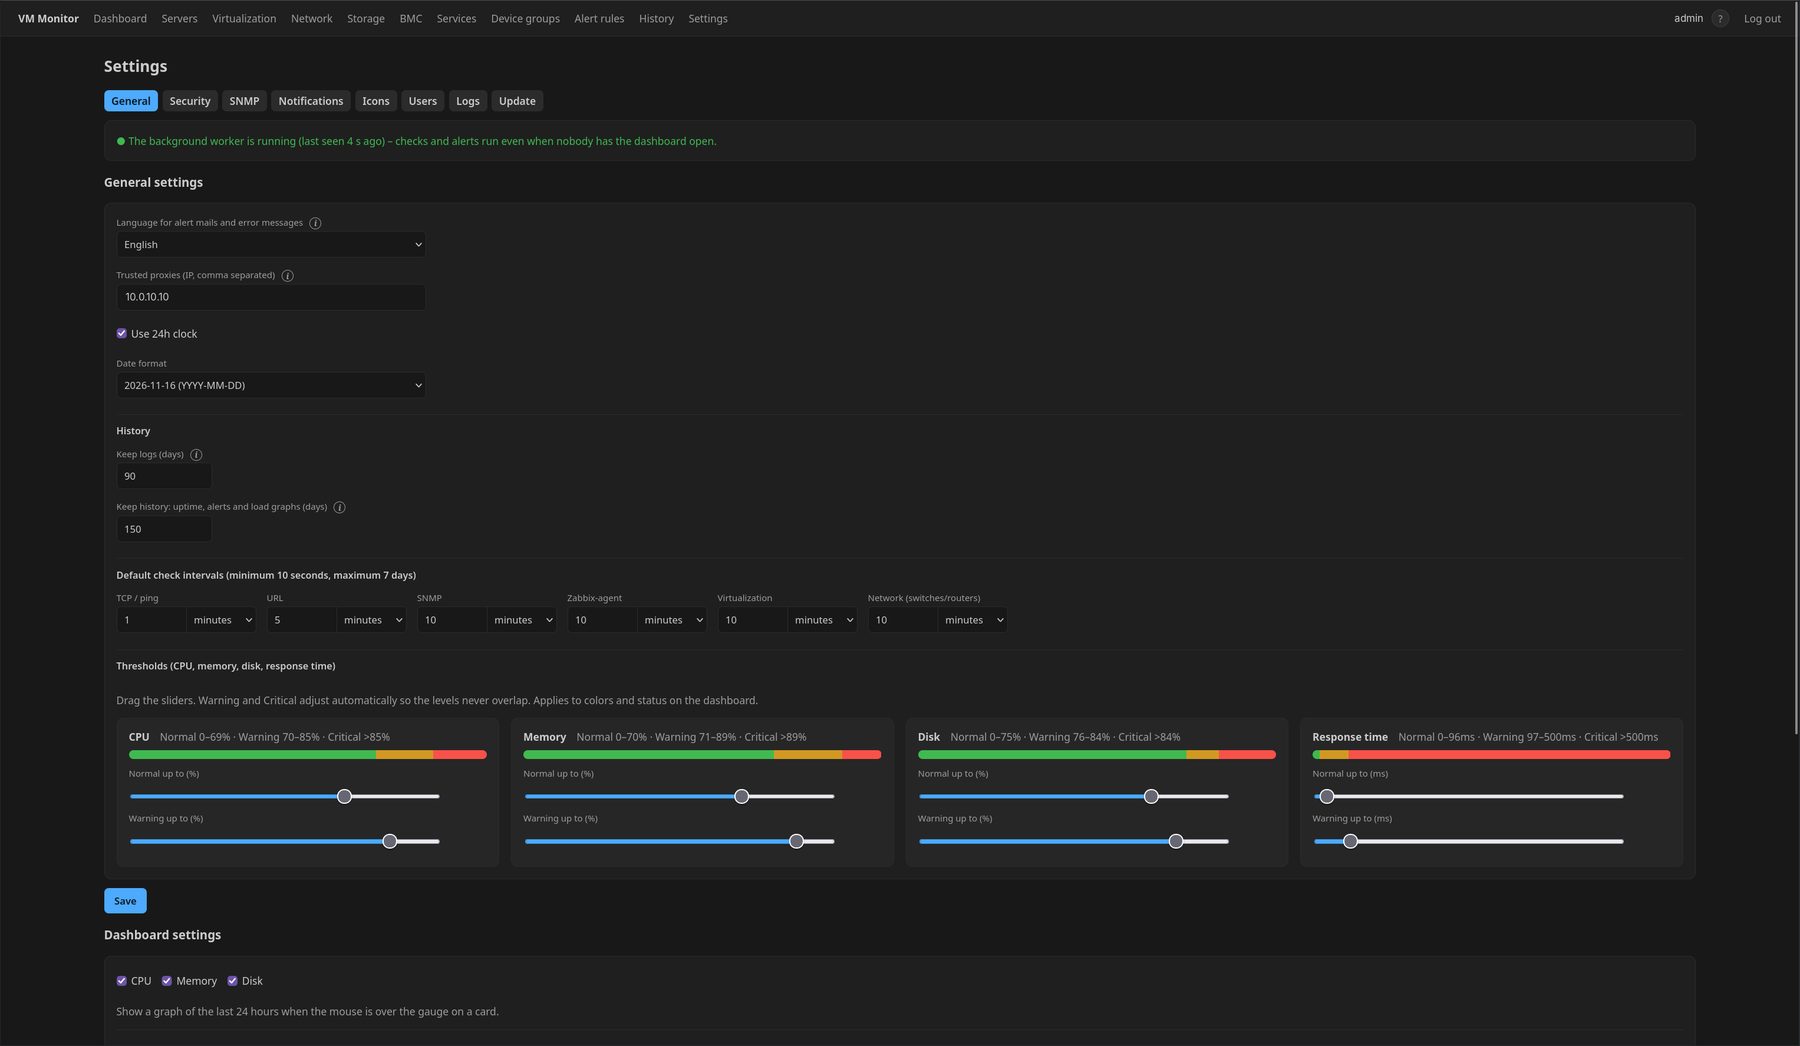 VM Monitor Dashboard Servers Virtualization Network Storage BMC Services Device groups Alert rules History Settings admin ? Log out
Settings
General Security SNMP Notifications Icons Users Logs Update
The background worker is running (last seen 4 s ago) – checks and alerts run even when nobody has the dashboard open.
General settings
Language for alert mails and error messages i
English
Trusted proxies (IP, comma separated) i
10.0.10.10
Use 24h clock
Date format
2026-11-16 (YYYY-MM-DD)
History
Keep logs (days) i
90
Keep history: uptime, alerts and load graphs (days) i
150
Default check intervals (minimum 10 seconds, maximum 7 days)
TCP / ping URL SNMP Zabbix-agent Virtualization Network (switches/routers)
1 minutes 5 minutes 10 minutes 10 minutes 10 minutes 10 minutes
Thresholds (CPU, memory, disk, response time)
Drag the sliders. Warning and Critical adjust automatically so the levels never overlap. Applies to colors and status on the dashboard.
CPU Normal 0–69% · Warning 70–85% · Critical >85%
Normal up to (%)
Warning up to (%)
Memory Normal 0–70% · Warning 71–89% · Critical >89%
Normal up to (%)
Warning up to (%)
Disk Normal 0–75% · Warning 76–84% · Critical >84%
Normal up to (%)
Warning up to (%)
Response time Normal 0–96ms · Warning 97–500ms · Critical >500ms
Normal up to (ms)
Warning up to (ms)
Save
Dashboard settings
CPU Memory Disk
Show a graph of the last 24 hours when the mouse is over the gauge on a card.